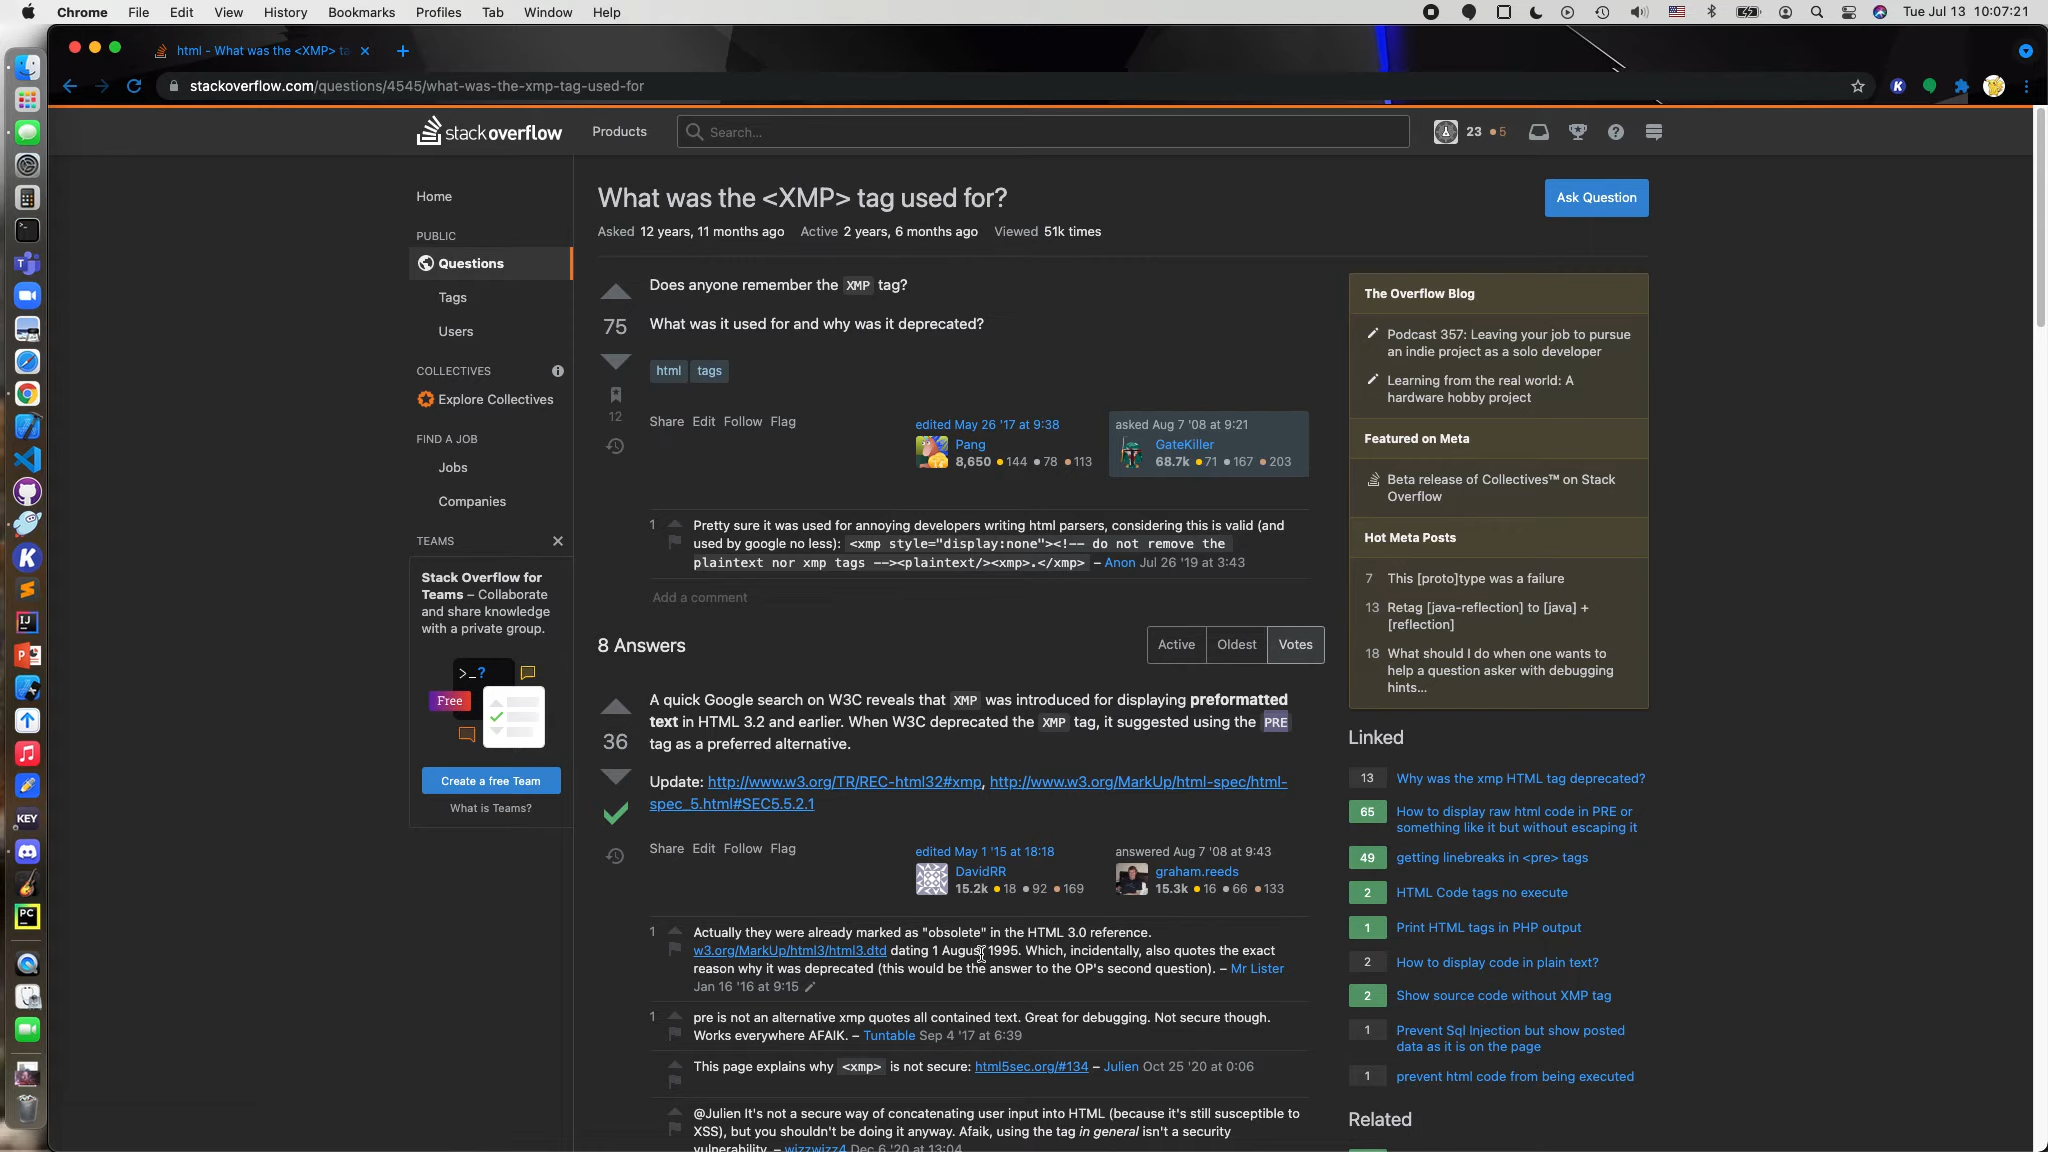 Chrome File Edit View History Bookmarks Profiles Tab Window Help
Tue Jul 13 10:07:21
html - What was the <XMP> ta
stackoverflow.com/questions/4545/what-was-the-xmp-tag-used-for
stackoverflow
Products
Search...
23 5
Home
PUBLIC
Questions
Tags
Users
COLLECTIVES
Explore Collectives
FIND A JOB
Jobs
Companies
TEAMS
Stack Overflow for
Teams – Collaborate
and share knowledge
with a private group.
>_?
Free
Create a free Team
What is Teams?
What was the <XMP> tag used for?
Ask Question
Asked 12 years, 11 months ago Active 2 years, 6 months ago Viewed 51k times
75
12
Does anyone remember the XMP tag?
What was it used for and why was it deprecated?
html tags
Share Edit Follow Flag
edited May 26 '17 at 9:38
Pang
8,650 144 78 113
asked Aug 7 '08 at 9:21
GateKiller
68.7k 71 167 203
1
Pretty sure it was used for annoying developers writing html parsers, considering this is valid (and
used by google no less): <xmp style="display:none"><!-- do not remove the
plaintext nor xmp tags --><plaintext/><xmp>.</xmp> – Anon Jul 26 '19 at 3:43
Add a comment
8 Answers
Active Oldest Votes
36
A quick Google search on W3C reveals that XMP was introduced for displaying preformatted
text in HTML 3.2 and earlier. When W3C deprecated the XMP tag, it suggested using the PRE
tag as a preferred alternative.
Update: http://www.w3.org/TR/REC-html32#xmp, http://www.w3.org/MarkUp/html-spec/html-
spec_5.html#SEC5.5.2.1
Share Edit Follow Flag
edited May 1 '15 at 18:18
DavidRR
15.2k 18 92 169
answered Aug 7 '08 at 9:43
graham.reeds
15.3k 16 66 133
1
Actually they were already marked as "obsolete" in the HTML 3.0 reference.
w3.org/MarkUp/html3/html3.dtd dating 1 August 1995. Which, incidentally, also quotes the exact
reason why it was deprecated (this would be the answer to the OP's second question). – Mr Lister
Jan 16 '16 at 9:15
1
pre is not an alternative xmp quotes all contained text. Great for debugging. Not secure though.
Works everywhere AFAIK. – Tuntable Sep 4 '17 at 6:39
This page explains why <xmp> is not secure: html5sec.org/#134 – Julien Oct 25 '20 at 0:06
@Julien It's not a secure way of concatenating user input into HTML (because it's still susceptible to
XSS), but you shouldn't be doing it anyway. Afaik, using the tag in general isn't a security
vulnerability. – wizzwizz4 Dec 6 '20 at 13:04
The Overflow Blog
Podcast 357: Leaving your job to pursue
an indie project as a solo developer
Learning from the real world: A
hardware hobby project
Featured on Meta
Beta release of Collectives™ on Stack
Overflow
Hot Meta Posts
7 This [proto]type was a failure
13 Retag [java-reflection] to [java] +
[reflection]
18 What should I do when one wants to
help a question asker with debugging
hints...
Linked
13 Why was the xmp HTML tag deprecated?
65 How to display raw html code in PRE or
something like it but without escaping it
49 getting linebreaks in <pre> tags
2 HTML Code tags no execute
1 Print HTML tags in PHP output
2 How to display code in plain text?
2 Show source code without XMP tag
1 Prevent Sql Injection but show posted
data as it is on the page
1 prevent html code from being executed
Related
KEY
PC
IJ
K